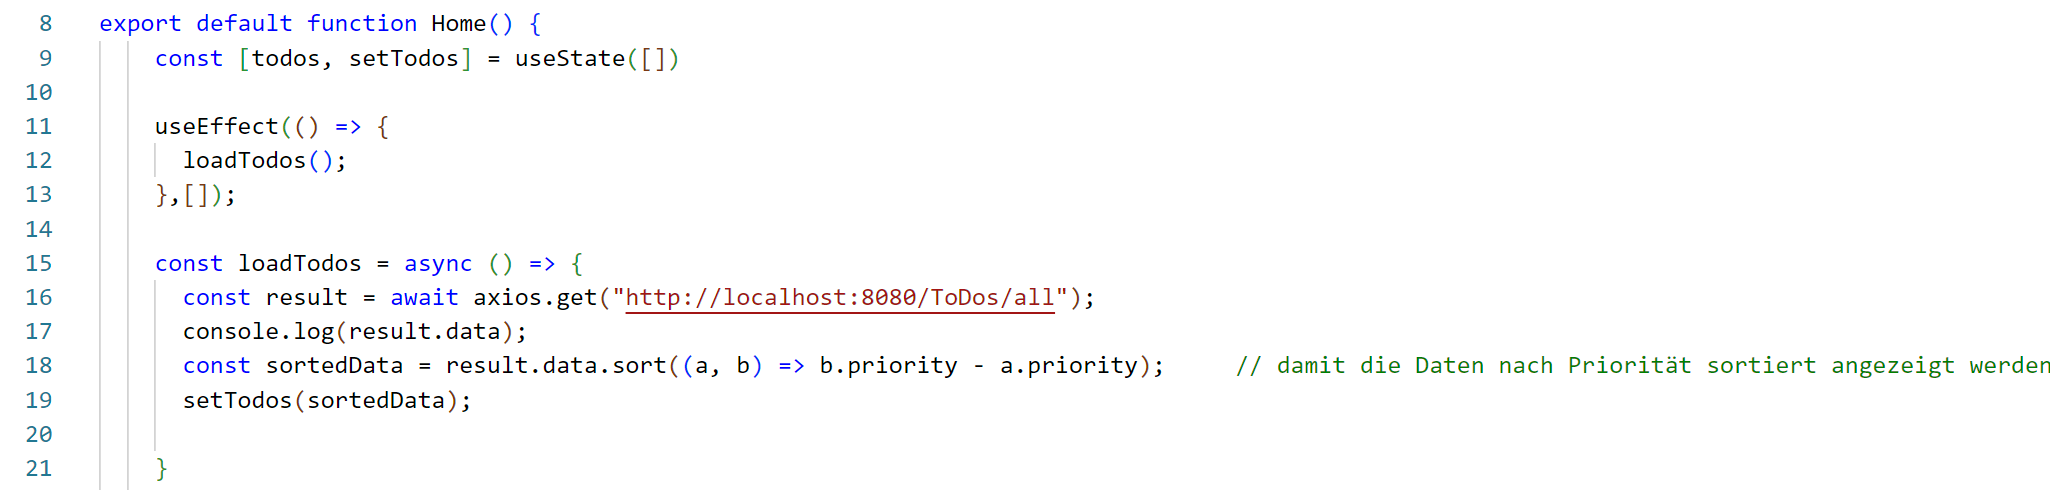 8 export default function Home() {
9 const [todos, setTodos] = useState([])
10
11 useEffect(() => {
12 loadTodos();
13 },[]);
14
15 const loadTodos = async () => {
16 const result = await axios.get("http://localhost:8080/ToDos/all");
17 console.log(result.data);
18 const sortedData = result.data.sort((a, b) => b.priority - a.priority); // damit die Daten nach Priorität sortiert angezeigt werden
19 setTodos(sortedData);
20
21 }